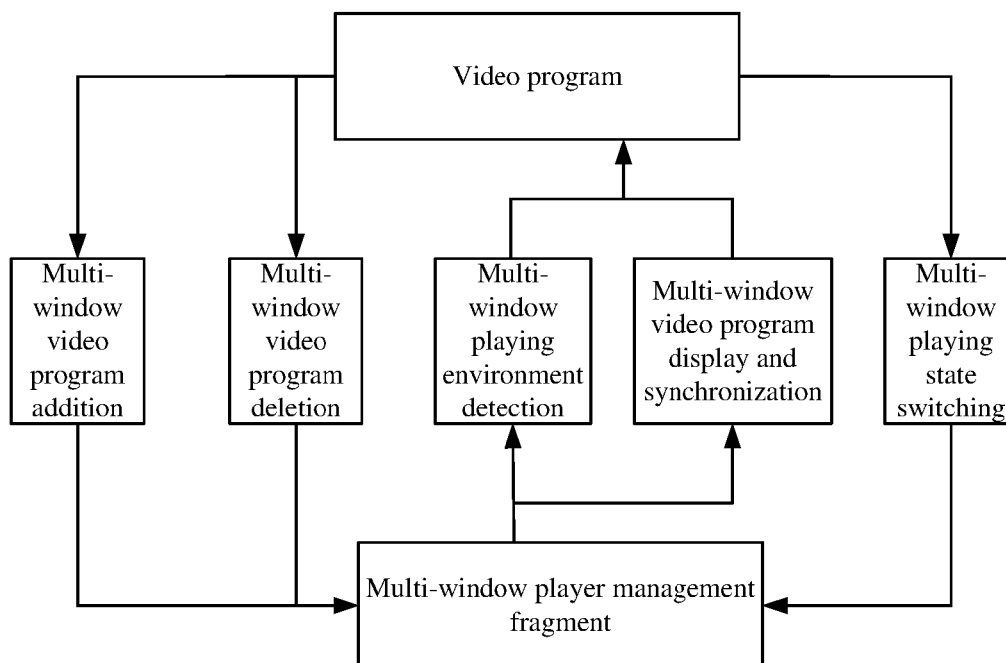 Video program
Multi-
window
video
program
addition
Multi-
window
video
program
deletion
Multi-
window
playing
environment
detection
Multi-window
video program
display and
synchronization
Multi-
window
playing
state
switching
Multi-window player management
fragment